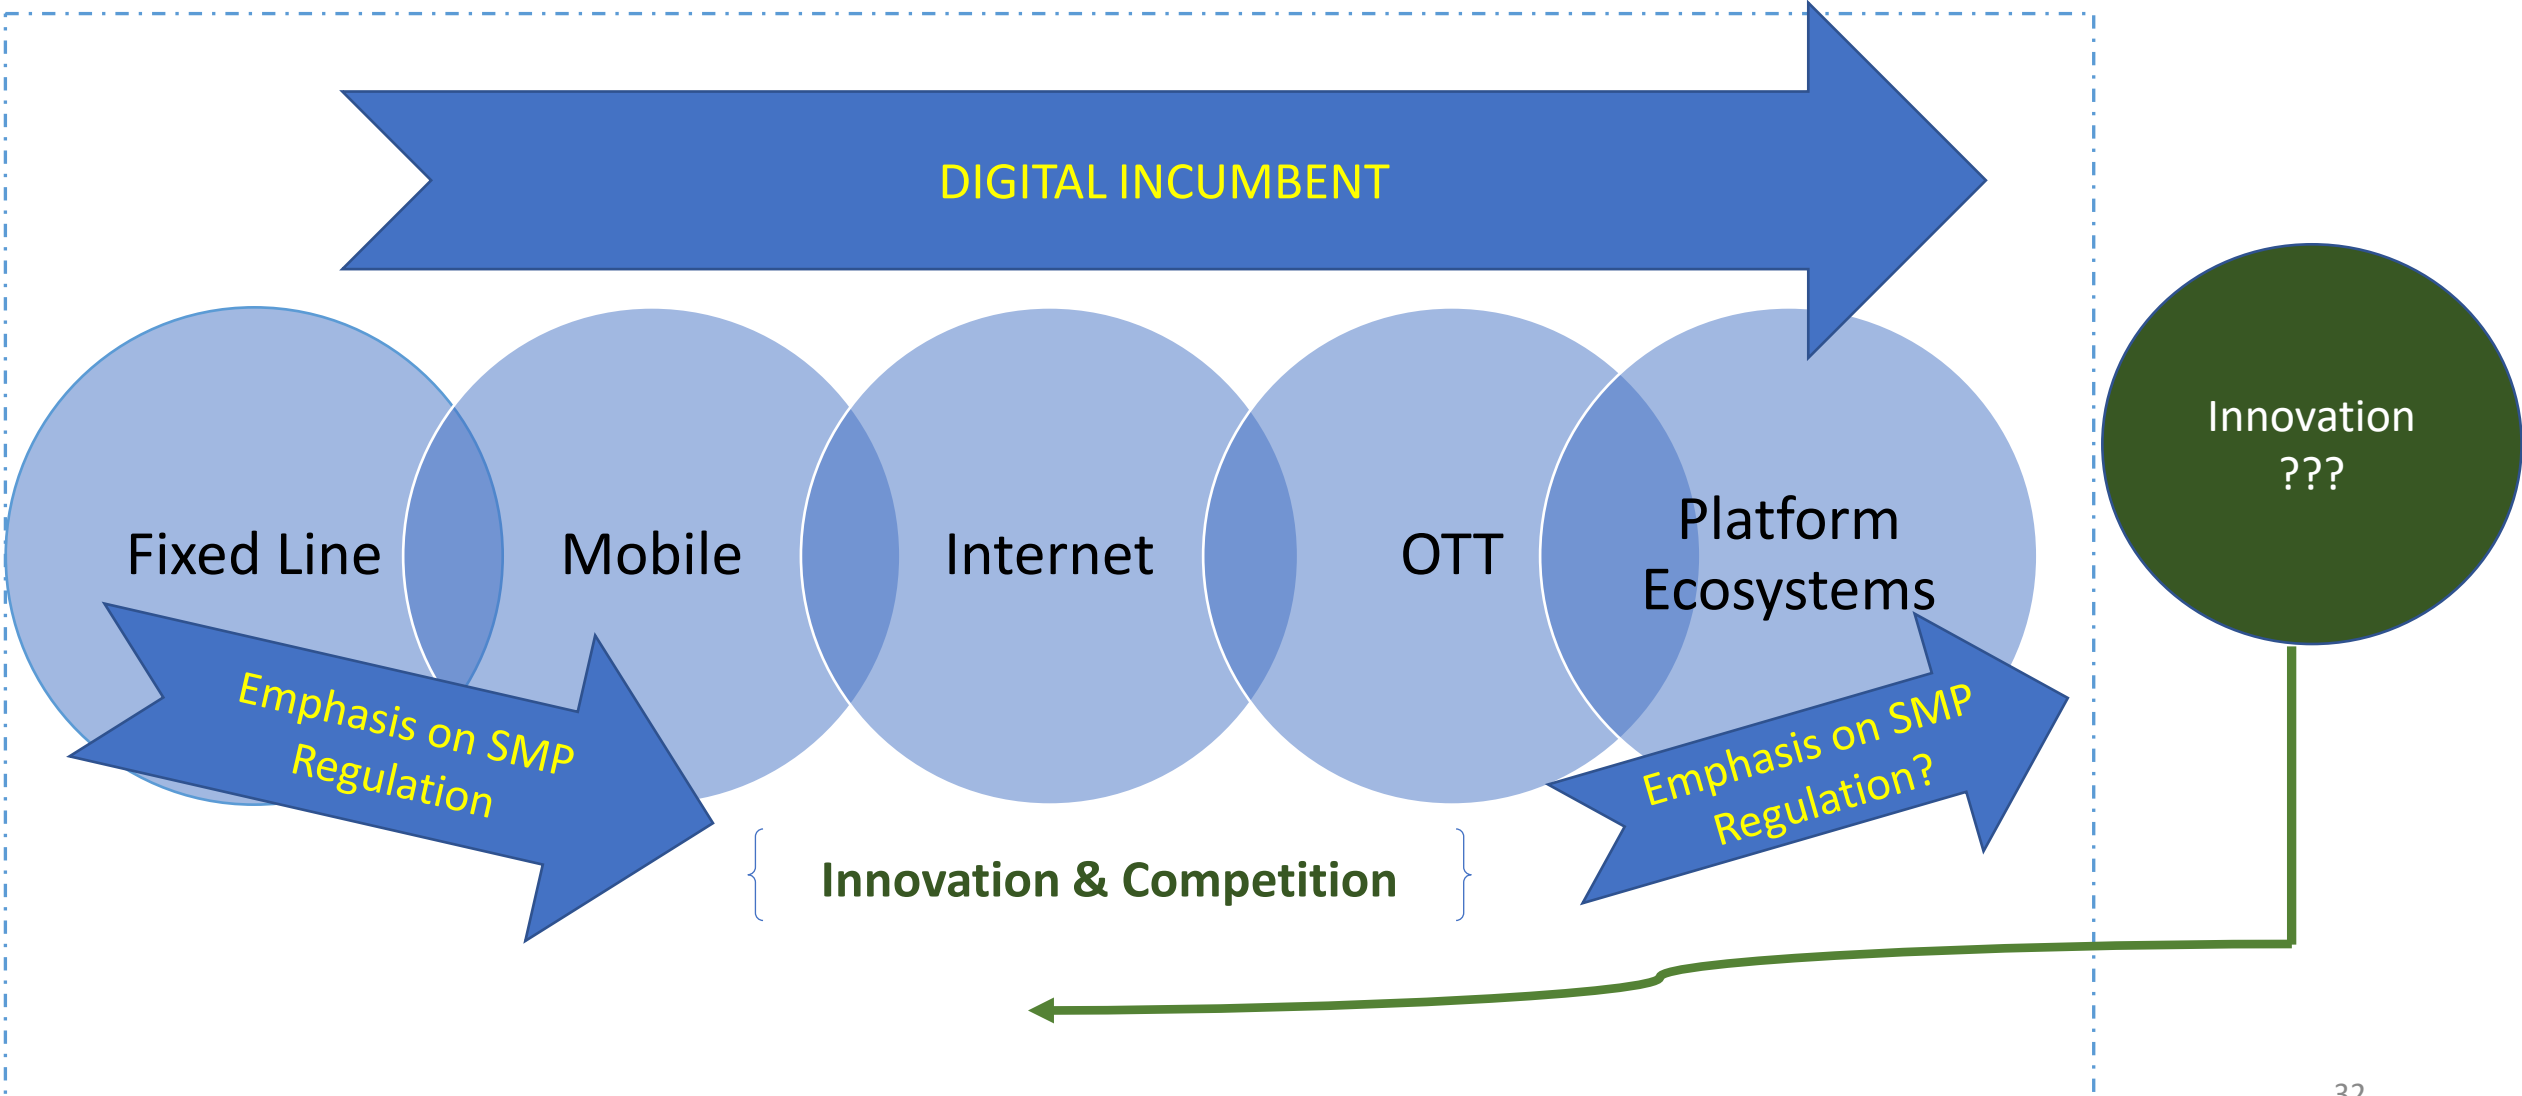 DIGITAL INCUMBENT
Fixed Line
Mobile
Internet
OTT
Platform
Ecosystems
Innovation
???
Emphasis on SMP
Regulation
Emphasis on SMP
Regulation?
Innovation & Competition
32